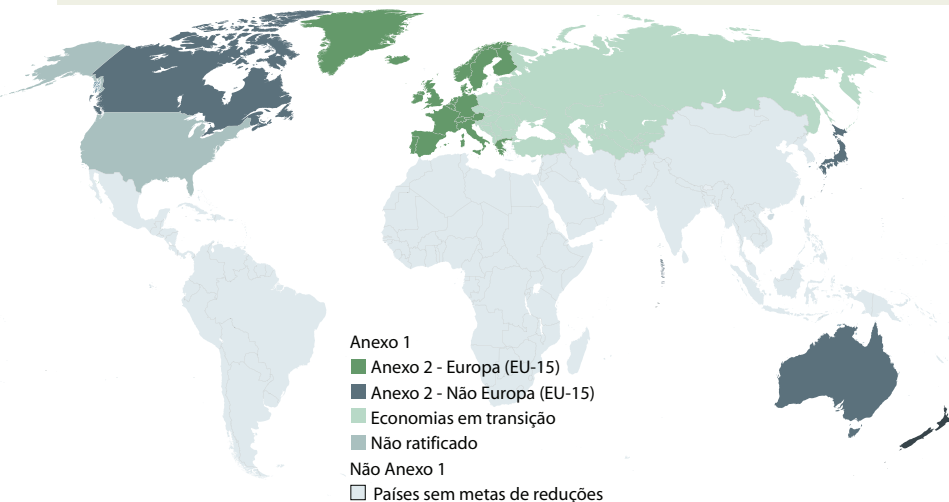 Anexo 1
Anexo 2 - Europa (EU-15)
Anexo 2 - Não Europa (EU-15)
Economias em transição
Não ratificado
Não Anexo 1
Países sem metas de reduções